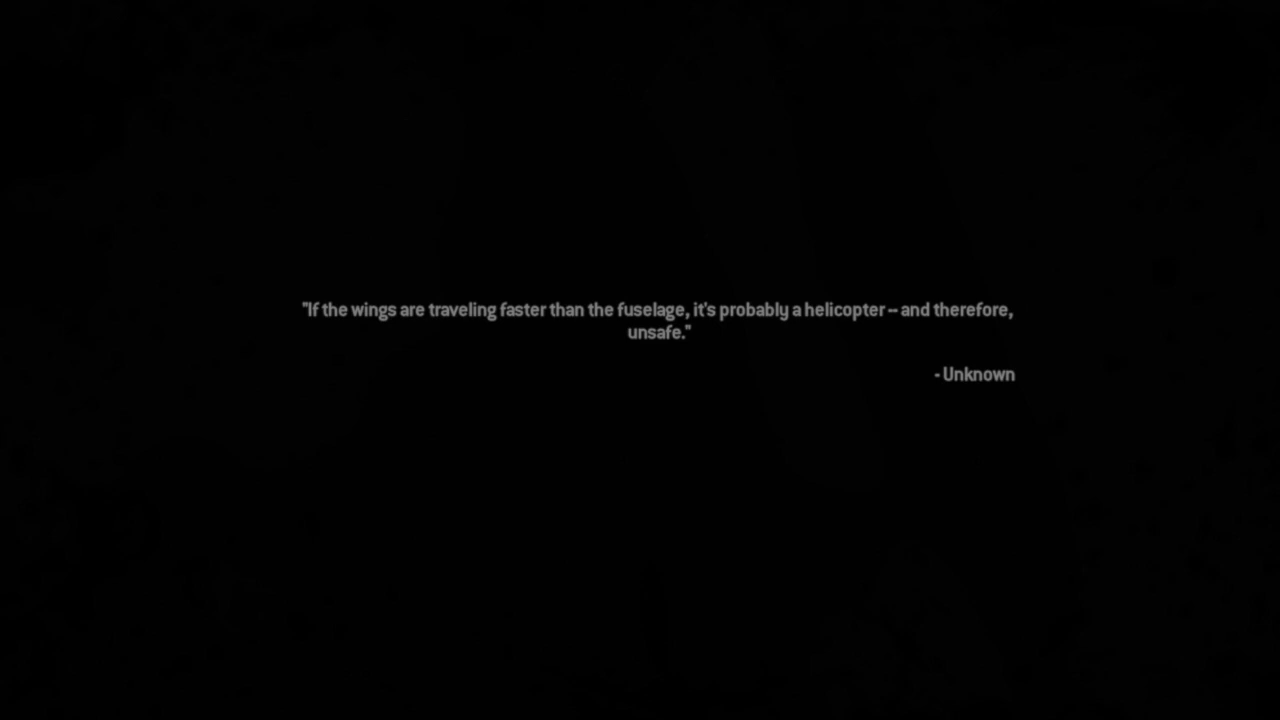 "If the wings are traveling faster than the fuselage, it's probably a helicopter -- and therefore,
unsafe."
- Unknown